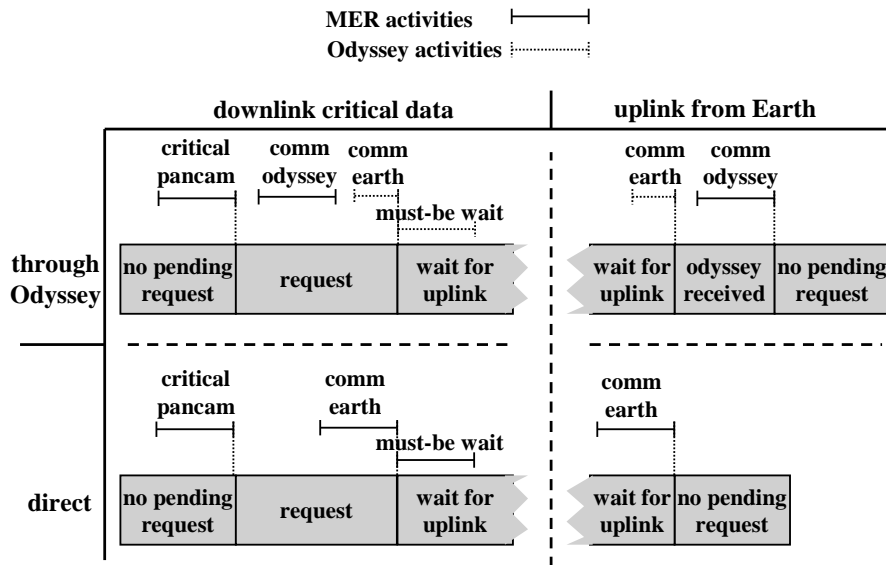 MER activities
Odyssey activities
downlink critical data
uplink from Earth
critical
pancam
comm
odyssey
comm
earth
must-be wait
comm
earth
comm
odyssey
through
Odyssey
no pending
request
request
wait for
uplink
wait for
uplink
odyssey
received
no pending
request
critical
pancam
comm
earth
must-be wait
comm
earth
direct
no pending
request
request
wait for
uplink
wait for
uplink
no pending
request